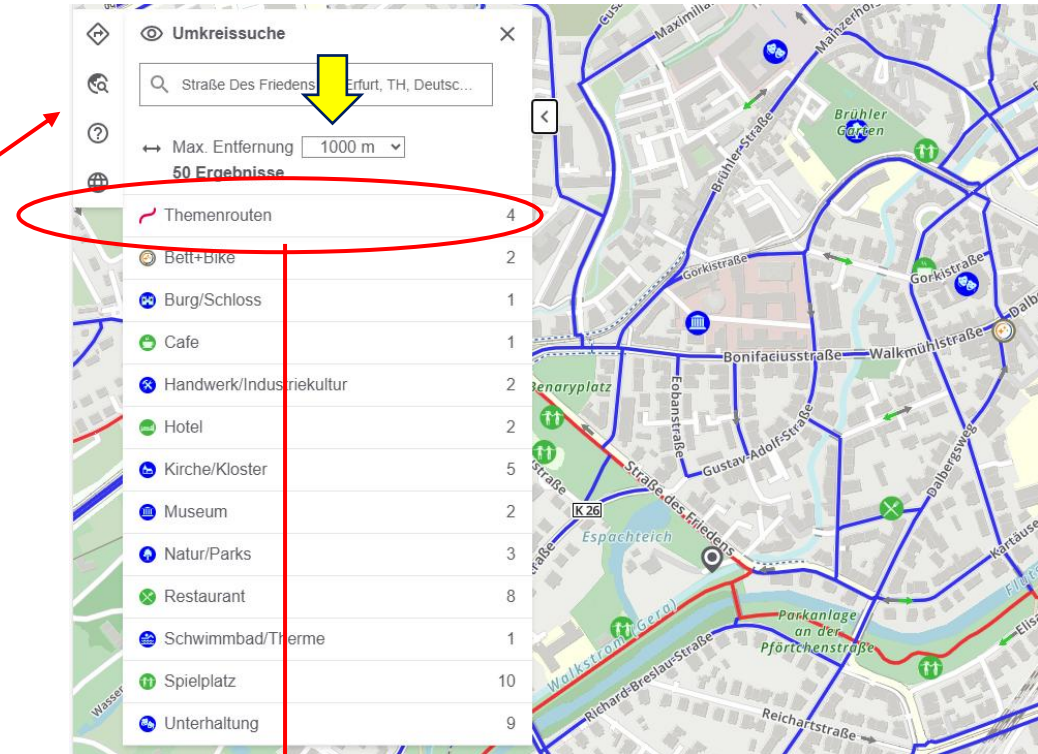 Umkreissuche
Straße Des Friedens Erfurt, TH, Deutsc...
Max. Entfernung 1000 m
50 Ergebnisse
Themenrouten 4
Bett+Bike 2
Burg/Schloss 1
Cafe 1
Handwerk/Industriekultur 2
Hotel 2
Kirche/Kloster 5
Museum 2
Natur/Parks 3
Restaurant 8
Schwimmbad/Therme 1
Spielplatz 10
Unterhaltung 9
Brühler
Garten
Brühler Straße
Gorkistraße
Gorkistraße
Bonifaciusstraße
Walkmühlstraße
Benaryplatz
Eobanstraße
Gustav-Adolf-Straße
Dalbergsweg
Straße des Friedens
K 26
Espachteich
Walkstrom (Gera)
Parkanlage
an der
Pförtchenstraße
Richard-Breslau-Straße
Reichartstraße